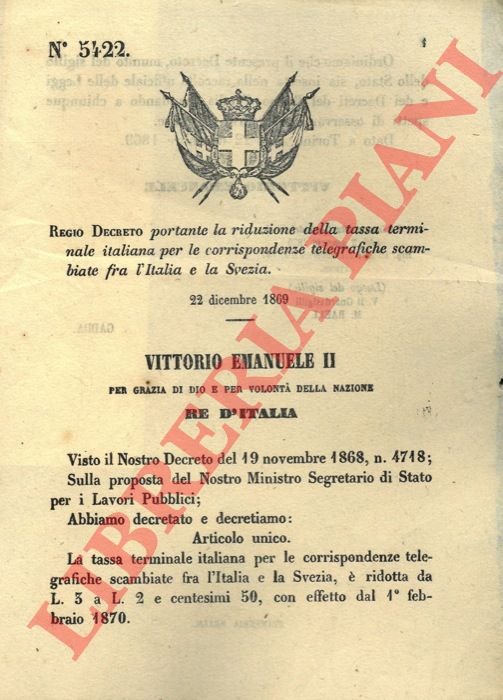 N° 5422.
REGIO DECRETO portante la riduzione della tassa termi-
nale italiana per le corrispondenze telegrafiche scam-
biate fra l'Italia e la Svezia.
22 dicembre 1869
VITTORIO EMANUELE II
PER GRAZIA DI DIO E PER VOLONTÀ DELLA NAZIONE
RE D'ITALIA
Visto il Nostro Decreto del 19 novembre 1868, n. 4718;
Sulla proposta del Nostro Ministro Segretario di Stato
per i Lavori Pubblici;
Abbiamo decretato e decretiamo:
Articolo unico.
La tassa terminale italiana per le corrispondenze tele-
grafiche scambiate fra l'Italia e la Svezia, è ridotta da
L. 3 a L. 2 e centesimi 50, con effetto dal 1° feb-
braio 1870.
LIBRERIA PIANI